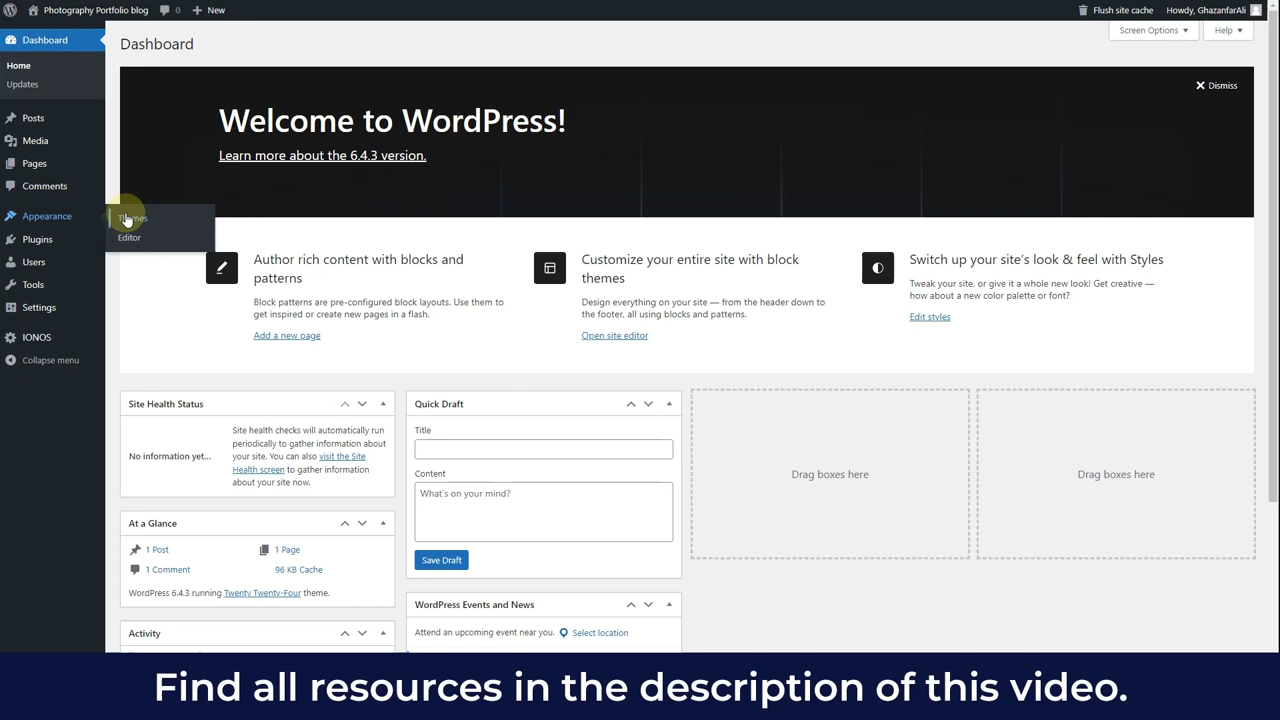 Photography Portfolio blog 0 New Flush site cache Howdy, GhazanfarAli
Dashboard
Home
Updates
Posts
Media
Pages
Comments
Appearance
Themes
Editor
Plugins
Users
Tools
Settings
IONOS
Collapse menu
Dashboard
Screen Options
Help
Dismiss
Welcome to WordPress!
Learn more about the 6.4.3 version.
Author rich content with blocks and
patterns
Block patterns are pre-configured block layouts. Use them to
get inspired or create new pages in a flash.
Add a new page
Customize your entire site with block
themes
Design everything on your site — from the header down to
the footer, all using blocks and patterns.
Open site editor
Switch up your site's look & feel with Styles
Tweak your site, or give it a whole new look! Get creative —
how about a new color palette or font?
Edit styles
Site Health Status
No information yet...
Site health checks will automatically run
periodically to gather information about
your site. You can also visit the Site
Health screen to gather information
about your site now.
At a Glance
1 Post
1 Page
1 Comment
96 KB Cache
WordPress 6.4.3 running Twenty Twenty-Four theme.
Activity
Quick Draft
Title
Content
What's on your mind?
Save Draft
WordPress Events and News
Attend an upcoming event near you. Select location
Drag boxes here
Drag boxes here
Find all resources in the description of this video.